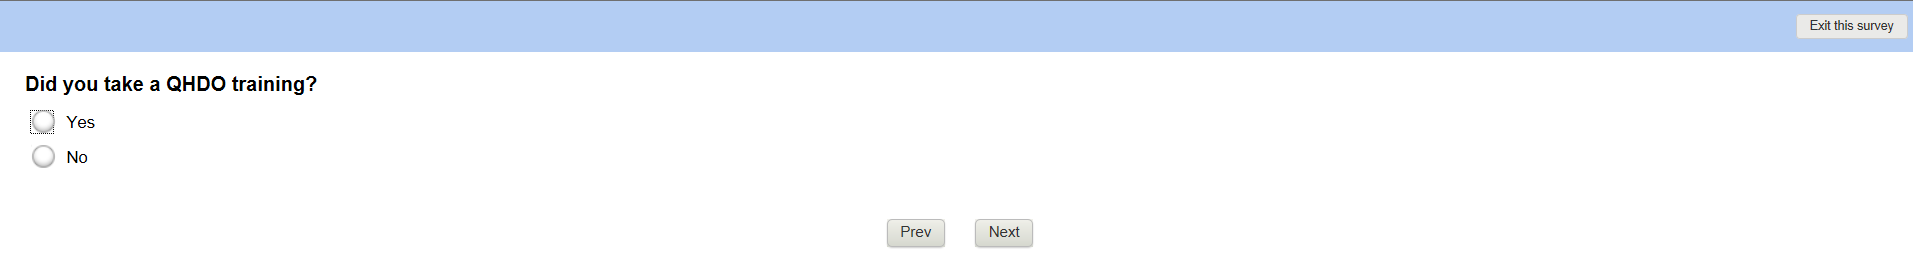 Exit this survey
Did you take a QHDO training?
Yes
No
Prev Next